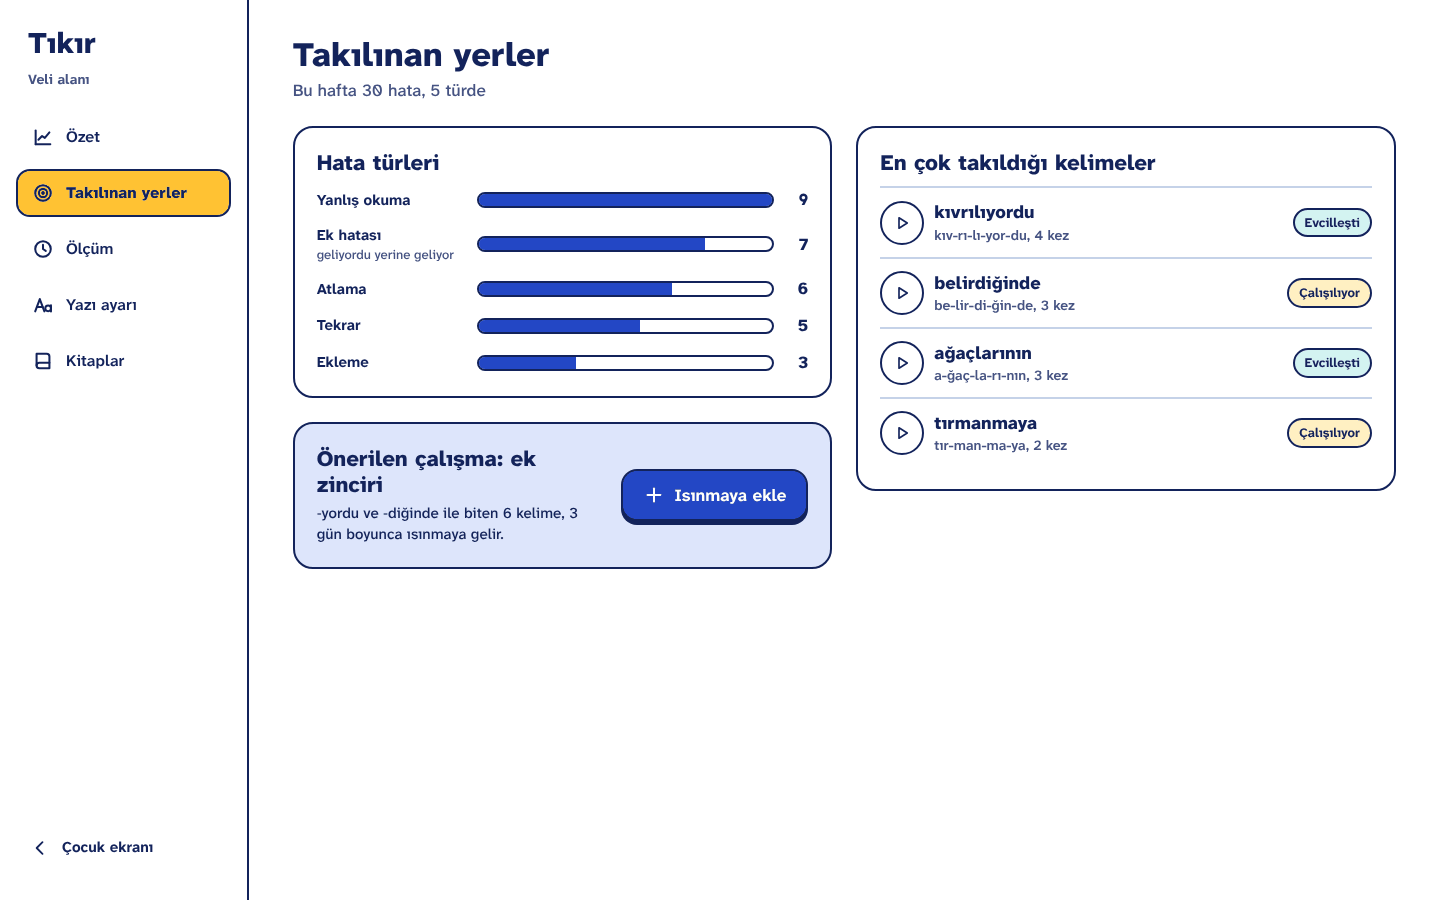 Tıkır
Veli alanı
Özet
Takılınan yerler
Ölçüm
Yazı ayarı
Kitaplar
Çocuk ekranı
Takılınan yerler
Bu hafta 30 hata, 5 türde
Hata türleri
Yanlış okuma 9
Ek hatası
geliyordu yerine geliyor 7
Atlama 6
Tekrar 5
Ekleme 3
Önerilen çalışma: ek
zinciri
-yordu ve -diğinde ile biten 6 kelime, 3
gün boyunca ısınmaya gelir.
Isınmaya ekle
En çok takıldığı kelimeler
kıvrılıyordu
kıv-rı-lı-yor-du, 4 kez
Evcilleşti
belirdiğinde
be-lir-di-ğin-de, 3 kez
Çalışılıyor
ağaçlarının
a-ğaç-la-rı-nın, 3 kez
Evcilleşti
tırmanmaya
tır-man-ma-ya, 2 kez
Çalışılıyor